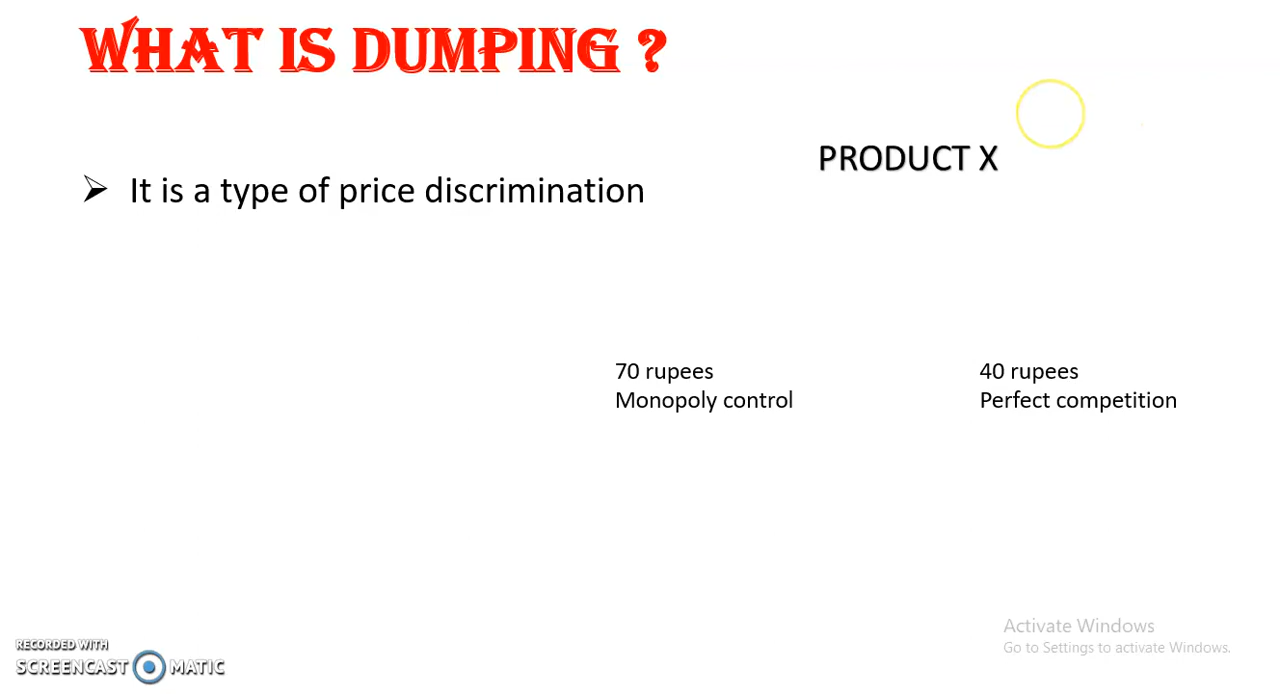 WHAT IS DUMPING ?
PRODUCT X
➢ It is a type of price discrimination
70 rupees
Monopoly control
40 rupees
Perfect competition
Activate Windows
Go to Settings to activate Windows.
RECORDED WITH
SCREENCAST MATIC